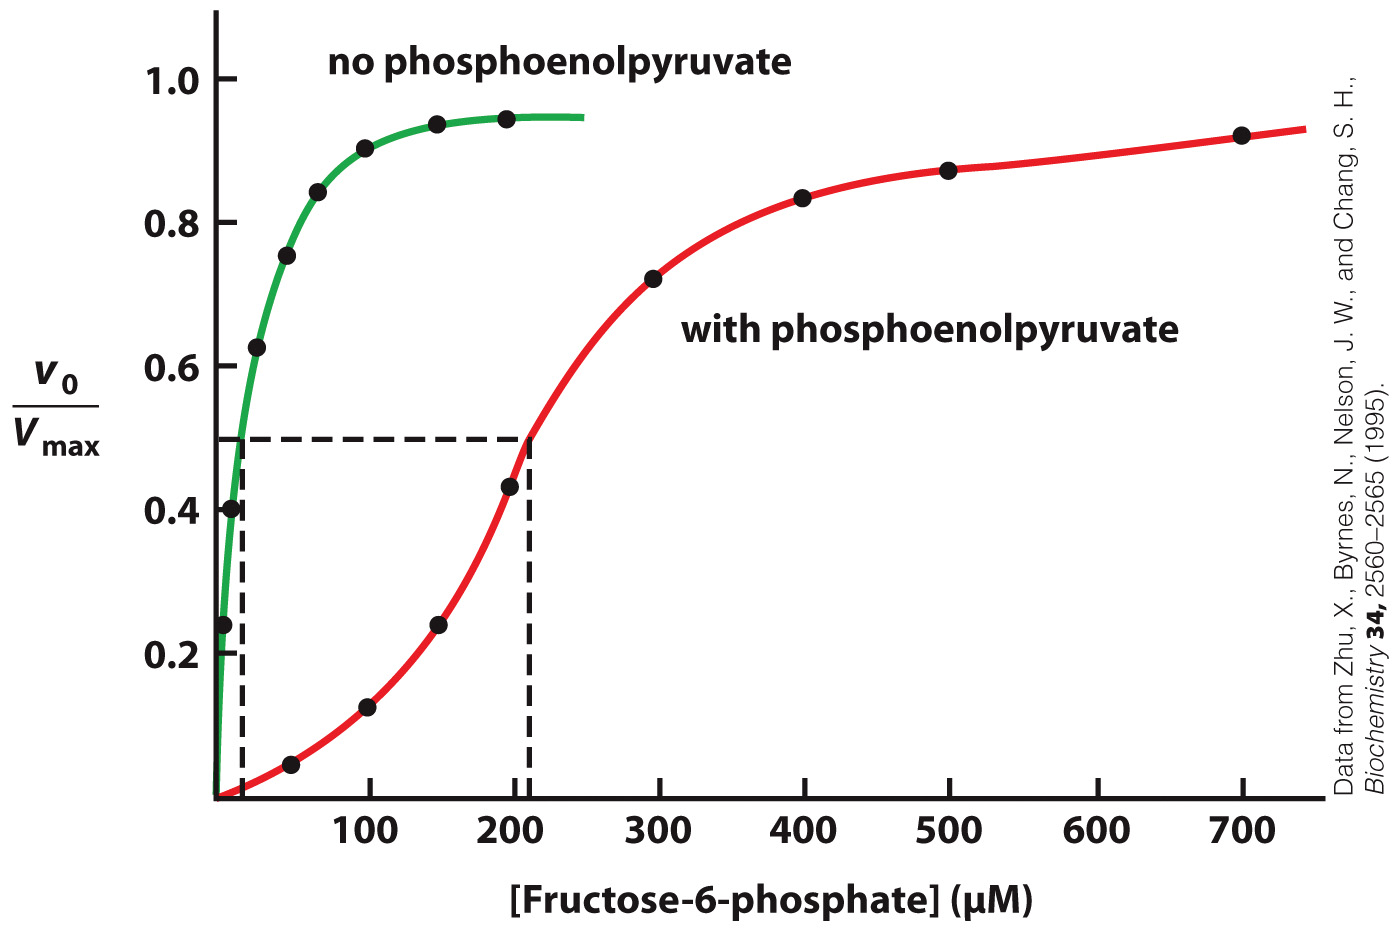 no phosphoenolpyruvate
1.0
0.8
0.6
0.4
0.2
v0
Vmax
with phosphoenolpyruvate
100 200 300 400 500 600 700
[Fructose-6-phosphate] (μM)
Data from Zhu, X., Byrnes, N., Nelson, J. W., and Chang, S. H.,
Biochemistry 34, 2560–2565 (1995).